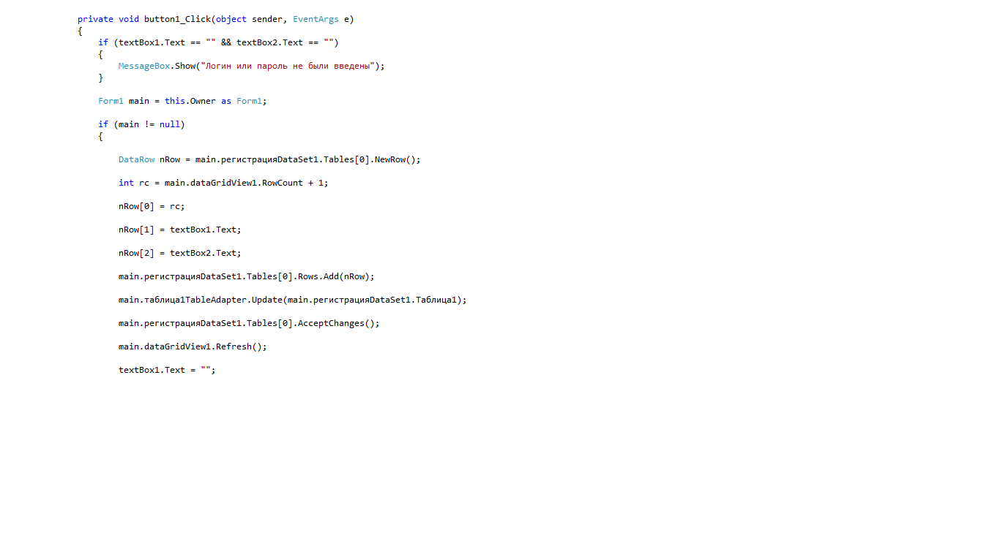 private void button1_Click(object sender, EventArgs e)
{
if (textBox1.Text == "" && textBox2.Text == "")
{
MessageBox.Show("Логин или пароль не были введены");
}
Form1 main = this.Owner as Form1;
if (main != null)
{
DataRow nRow = main.регистрацияDataSet1.Tables[0].NewRow();
int rc = main.dataGridView1.RowCount + 1;
nRow[0] = rc;
nRow[1] = textBox1.Text;
nRow[2] = textBox2.Text;
main.регистрацияDataSet1.Tables[0].Rows.Add(nRow);
main.таблица1TableAdapter.Update(main.регистрацияDataSet1.Таблица1);
main.регистрацияDataSet1.Tables[0].AcceptChanges();
main.dataGridView1.Refresh();
textBox1.Text = "";